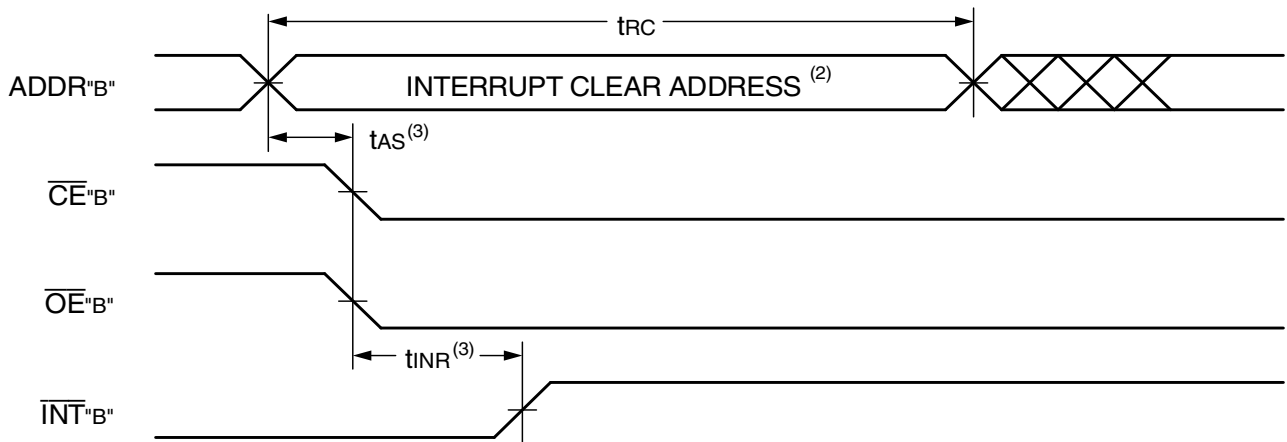 tRC
ADDR"B"
INTERRUPT CLEAR ADDRESS (2)
tAS(3)
CE"B"
OE"B"
tINR(3)
INT"B"